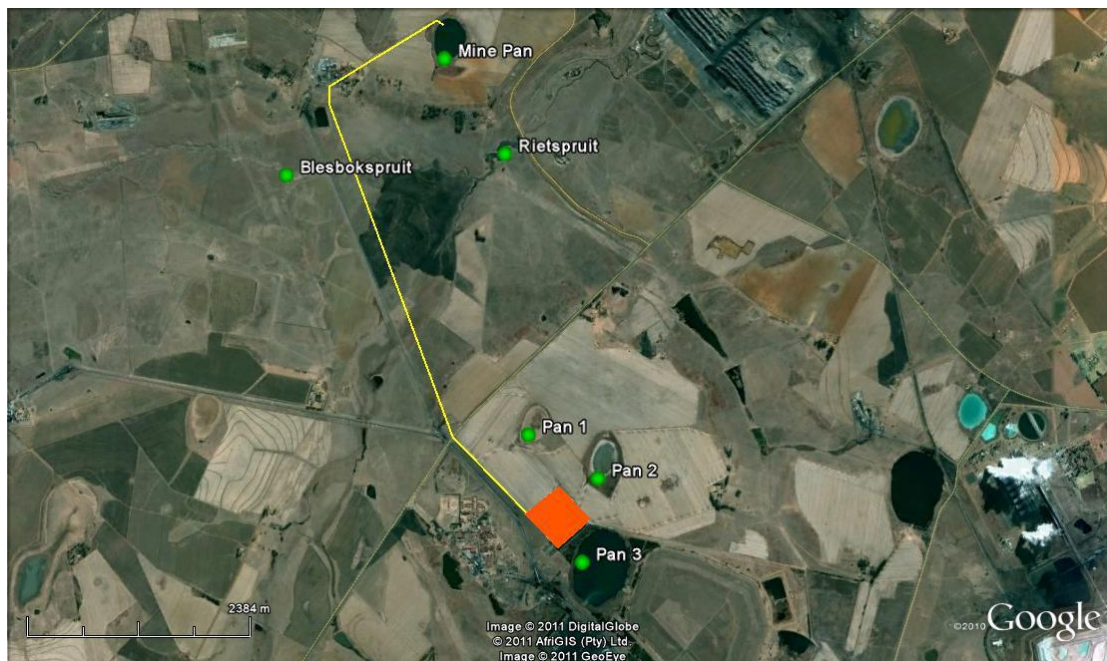 Mine Pan
Rietspruit
Blesbokspruit
Pan 1
Pan 2
Pan 3
2384 m
Image © 2011 DigitalGlobe
© 2011 AfriGIS (Pty) Ltd.
Image © 2011 GeoEye
©2010 Google